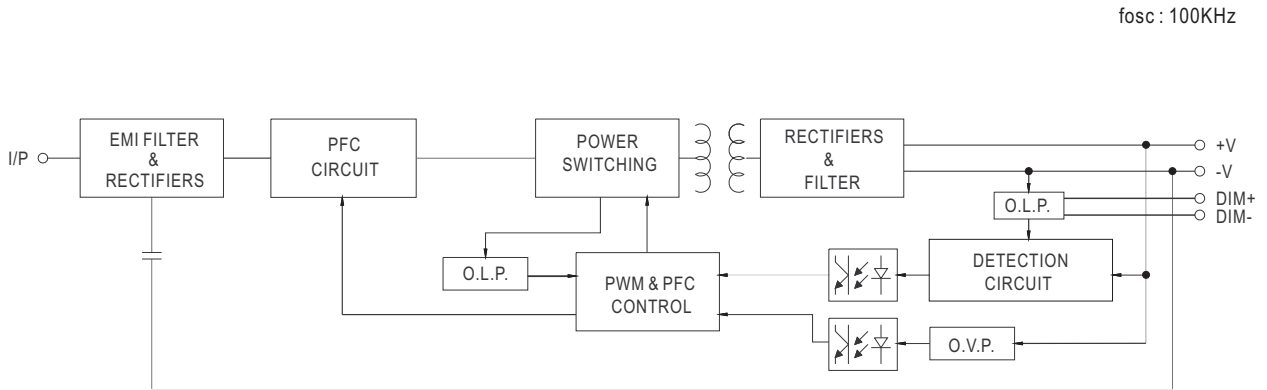 fosc : 100KHz
I/P
EMI FILTER
&
RECTIFIERS
PFC
CIRCUIT
POWER
SWITCHING
RECTIFIERS
&
FILTER
+V
-V
DIM+
DIM-
O.L.P.
O.L.P.
PWM & PFC
CONTROL
DETECTION
CIRCUIT
O.V.P.